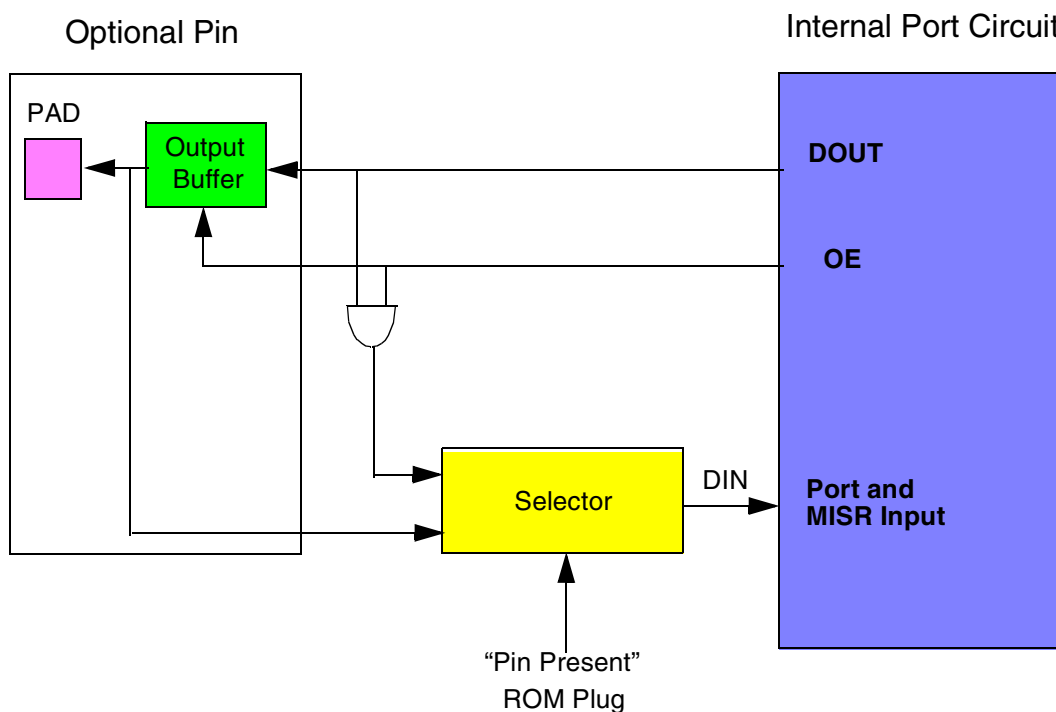 Optional Pin
Internal Port Circuit
PAD
Output
Buffer
DOUT
OE
Selector
DIN
Port and
MISR Input
“Pin Present”
ROM Plug